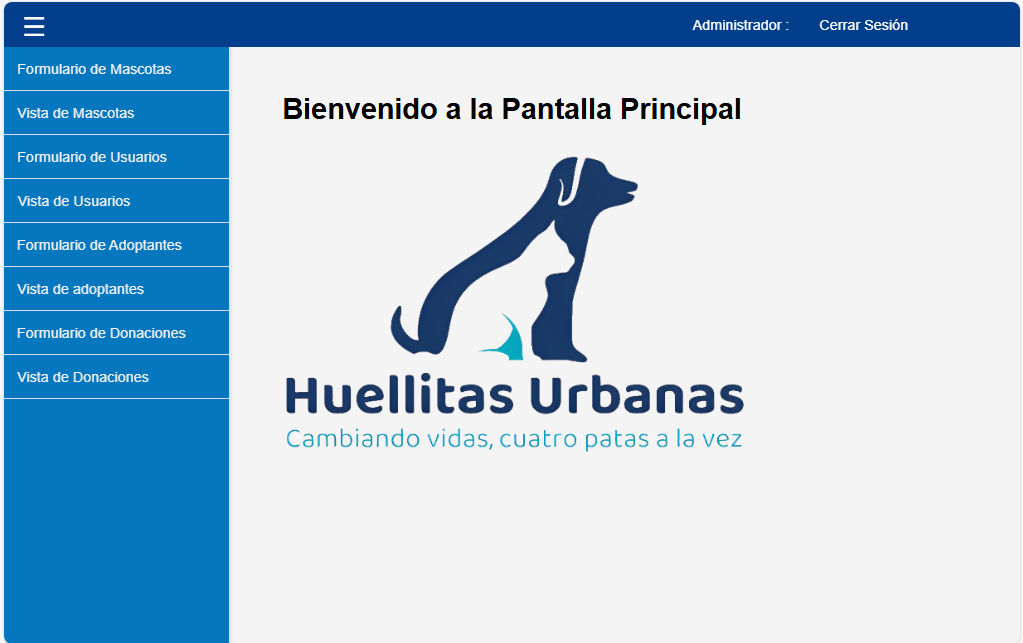 Administrador :
Cerrar Sesión
Formulario de Mascotas
Vista de Mascotas
Formulario de Usuarios
Vista de Usuarios
Formulario de Adoptantes
Vista de adoptantes
Formulario de Donaciones
Vista de Donaciones
Bienvenido a la Pantalla Principal
Huellitas Urbanas
Cambiando vidas, cuatro patas a la vez